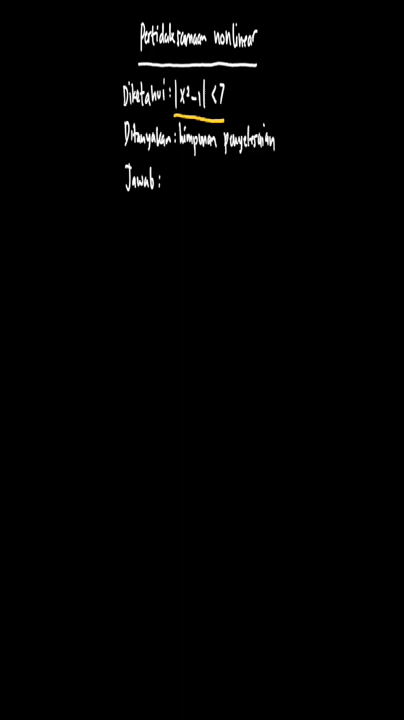 Pertidaksamaan nonlinear
Diketahui: |x²-1| < 7
Ditanyakan: himpunan penyelesaian
Jawab: